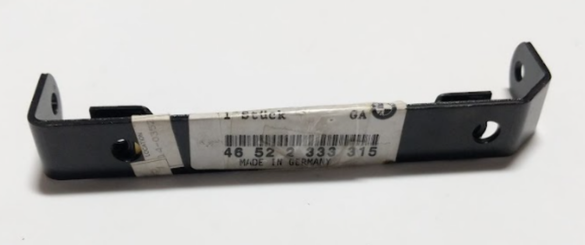 1 Stück GA
46 52 2 333 315
MADE IN GERMANY